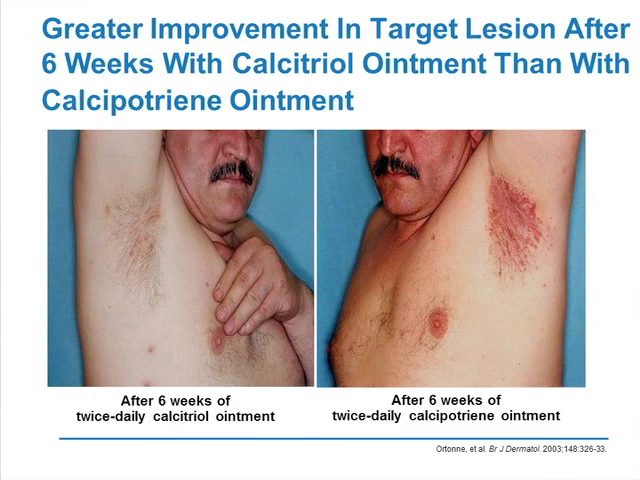 Greater Improvement In Target Lesion After
6 Weeks With Calcitriol Ointment Than With
Calcipotriene Ointment
After 6 weeks of
twice-daily calcitriol ointment
After 6 weeks of
twice-daily calcipotriene ointment
Ortonne, et al. Br J Dermatol. 2003;148:326-33.